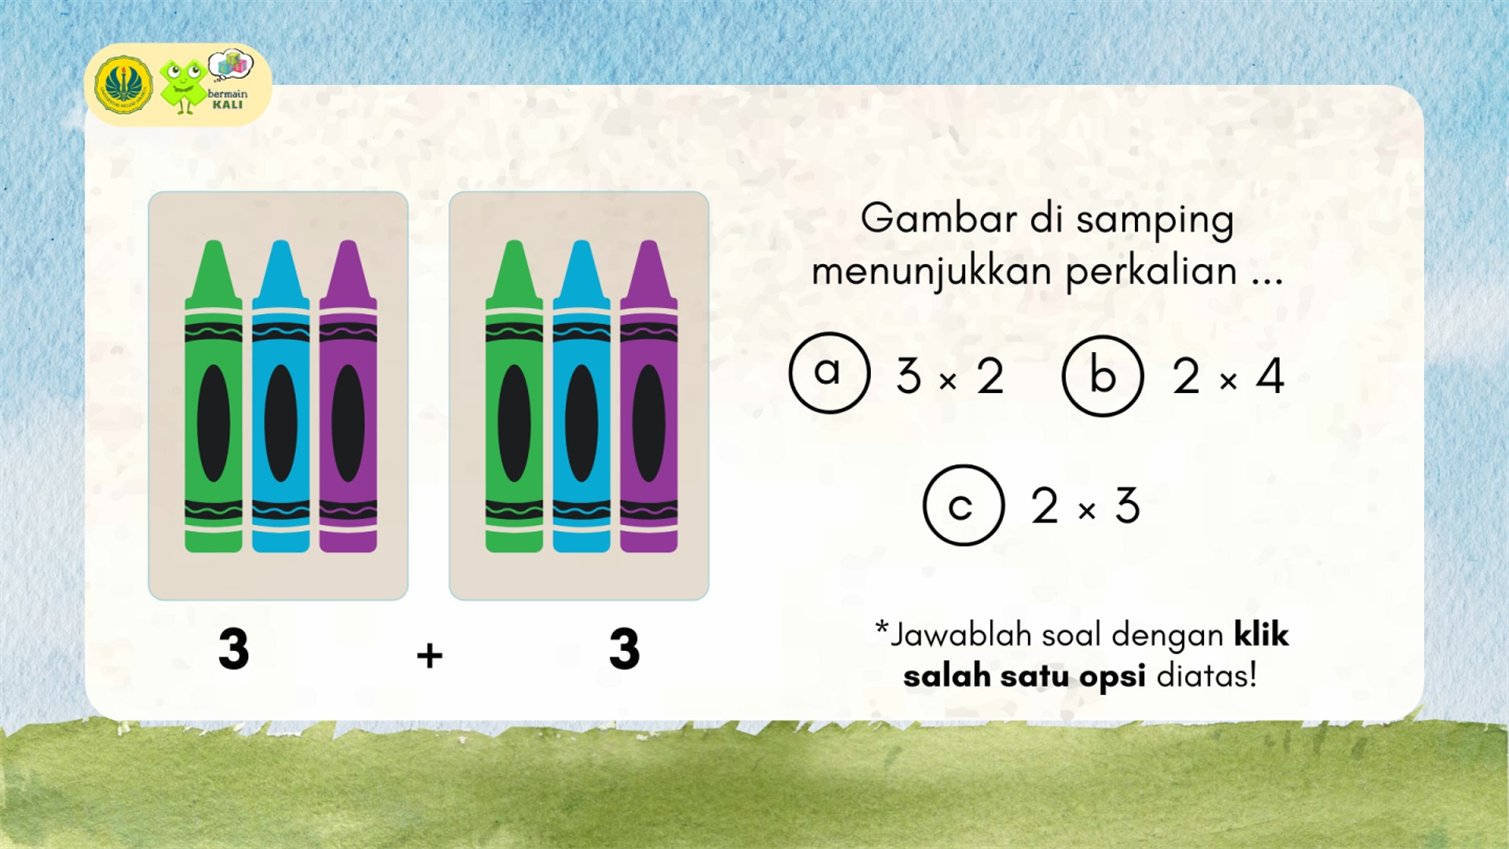 bermain
KALI
Gambar di samping
menunjukkan perkalian ...
a 3 × 2 b 2 × 4
c 2 × 3
3 + 3
*Jawablah soal dengan klik
salah satu opsi diatas!